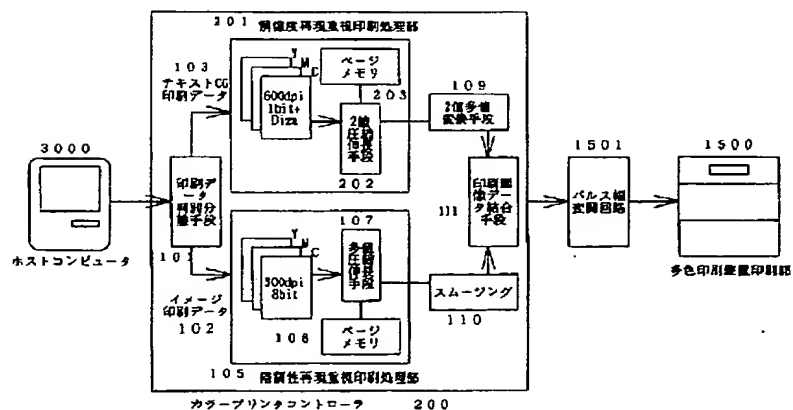 201
解像度再現重視印刷処理部
103
テキストCG
印刷データ
Y
M
C
600dpi
1bit+
Diza
ページ
メモリ
203
2値
圧縮
伸長
手段
202
109
2値多値
変換手段
3000
ホストコンピュータ
印刷デー
タ
判別分
離手段
101
印刷画
像デー
タ結合
手段
111
1501
パルス幅
変調回路
1500
多色印刷装置印刷部
イメージ
印刷データ
102
Y
M
C
300dpi
8bit
106
107
多値
圧縮
伸長
手段
ページ
メモリ
スムージング
110
105
階調性再現重視印刷処理部
カラープリンタコントローラ
200